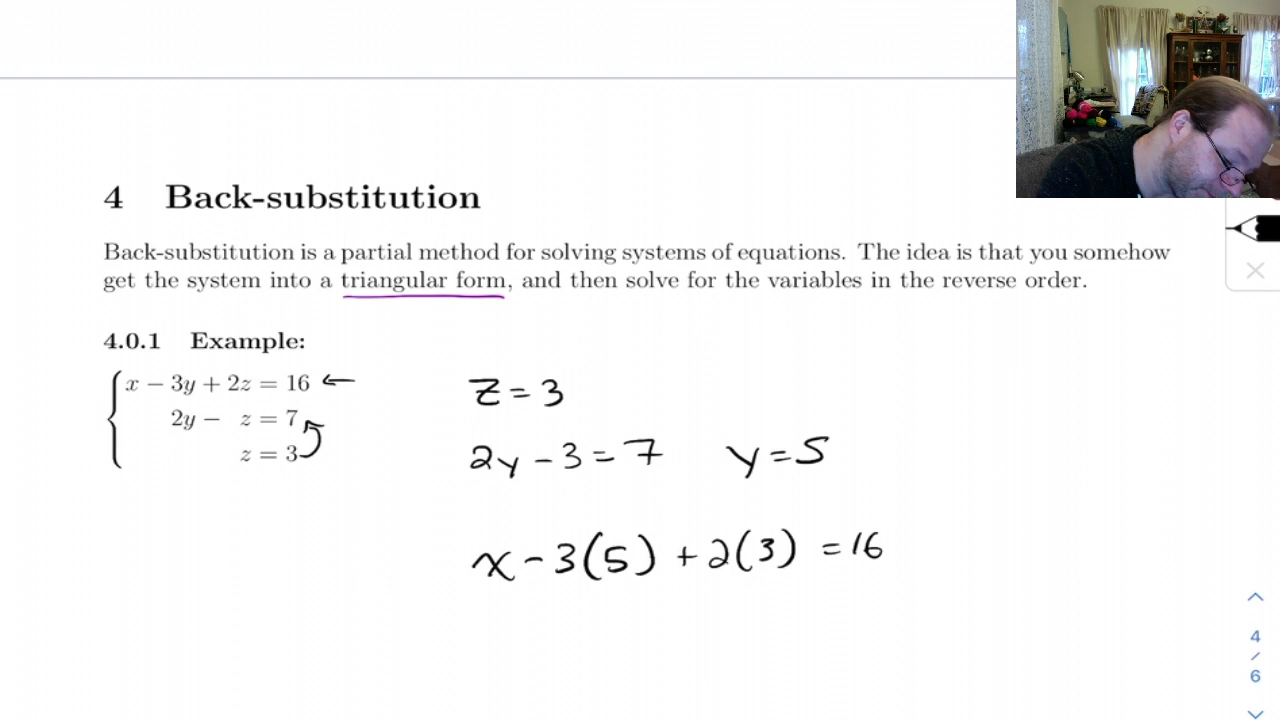 4 Back-substitution
Back-substitution is a partial method for solving systems of equations. The idea is that you somehow
get the system into a triangular form, and then solve for the variables in the reverse order.
4.0.1 Example:
x − 3y + 2z = 16 ←
2y − z = 7
z = 3
z = 3
2y − 3 = 7 y = 5
x − 3(5) + 2(3) = 16
4
/
6